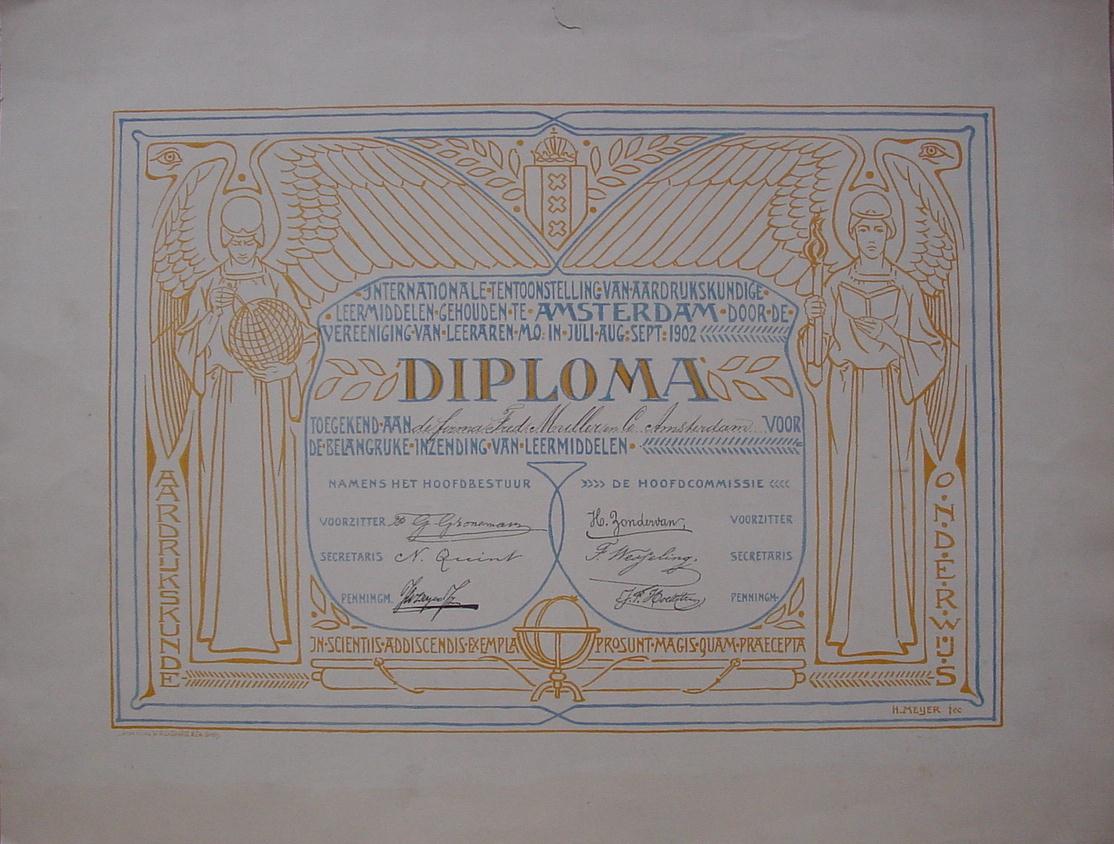 INTERNATIONALE·TENTOONSTELLING·VAN·AARDRIJKSKUNDIGE·
LEERMIDDELEN·GEHOUDEN·TE·AMSTERDAM·DOOR·DE·
VEREENIGING·VAN·LEERAREN·M.O.·IN·JULI·AUG·SEPT·1902
DIPLOMA
TOEGEKEND·AAN de firma Fred. Muller en Co Amsterdam VOOR
DE·BELANGRIJKE·INZENDING·VAN·LEERMIDDELEN·
NAMENS HET HOOFDBESTUUR
DE HOOFDCOMMISSIE
VOORZITTER G. Groneman
H. Zondervan VOORZITTER
SECRETARIS N. Quint
F. Wesseling SECRETARIS
PENNINGM.
PENNINGM.
AARDRIJKSKUNDE
O·N·D·E·R·W·IJ·S
IN·SCIENTIIS·ADDISCENDIS·EXEMPLA PROSUNT·MAGIS·QUAM·PRAECEPTA
H. MEYER fec